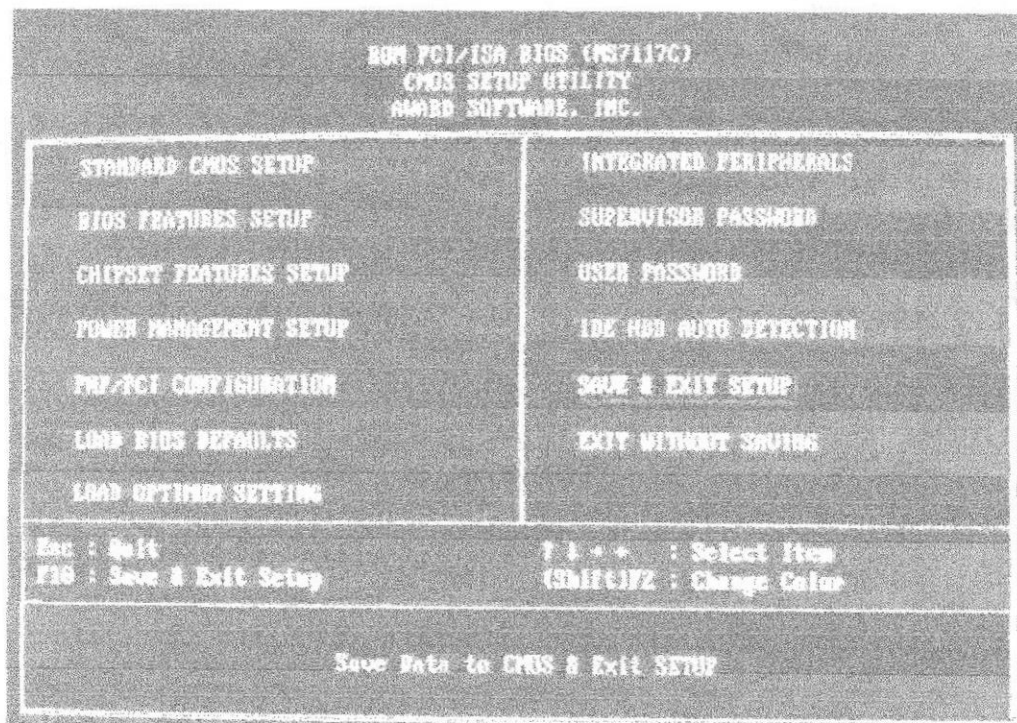 ROM PCI/ISA BIOS (MS7117C)
CMOS SETUP UTILITY
AWARD SOFTWARE, INC.
STANDARD CMOS SETUP
BIOS FEATURES SETUP
CHIPSET FEATURES SETUP
POWER MANAGEMENT SETUP
PNP/PCI CONFIGURATION
LOAD BIOS DEFAULTS
LOAD OPTIMUM SETTING
INTEGRATED PERIPHERALS
SUPERVISOR PASSWORD
USER PASSWORD
IDE HDD AUTO DETECTION
SAVE & EXIT SETUP
EXIT WITHOUT SAVING
Esc : Quit
F10 : Save & Exit Setup
↑ ↓ → ← : Select Item
(Shift)F2 : Change Color
Save Data to CMOS & Exit SETUP